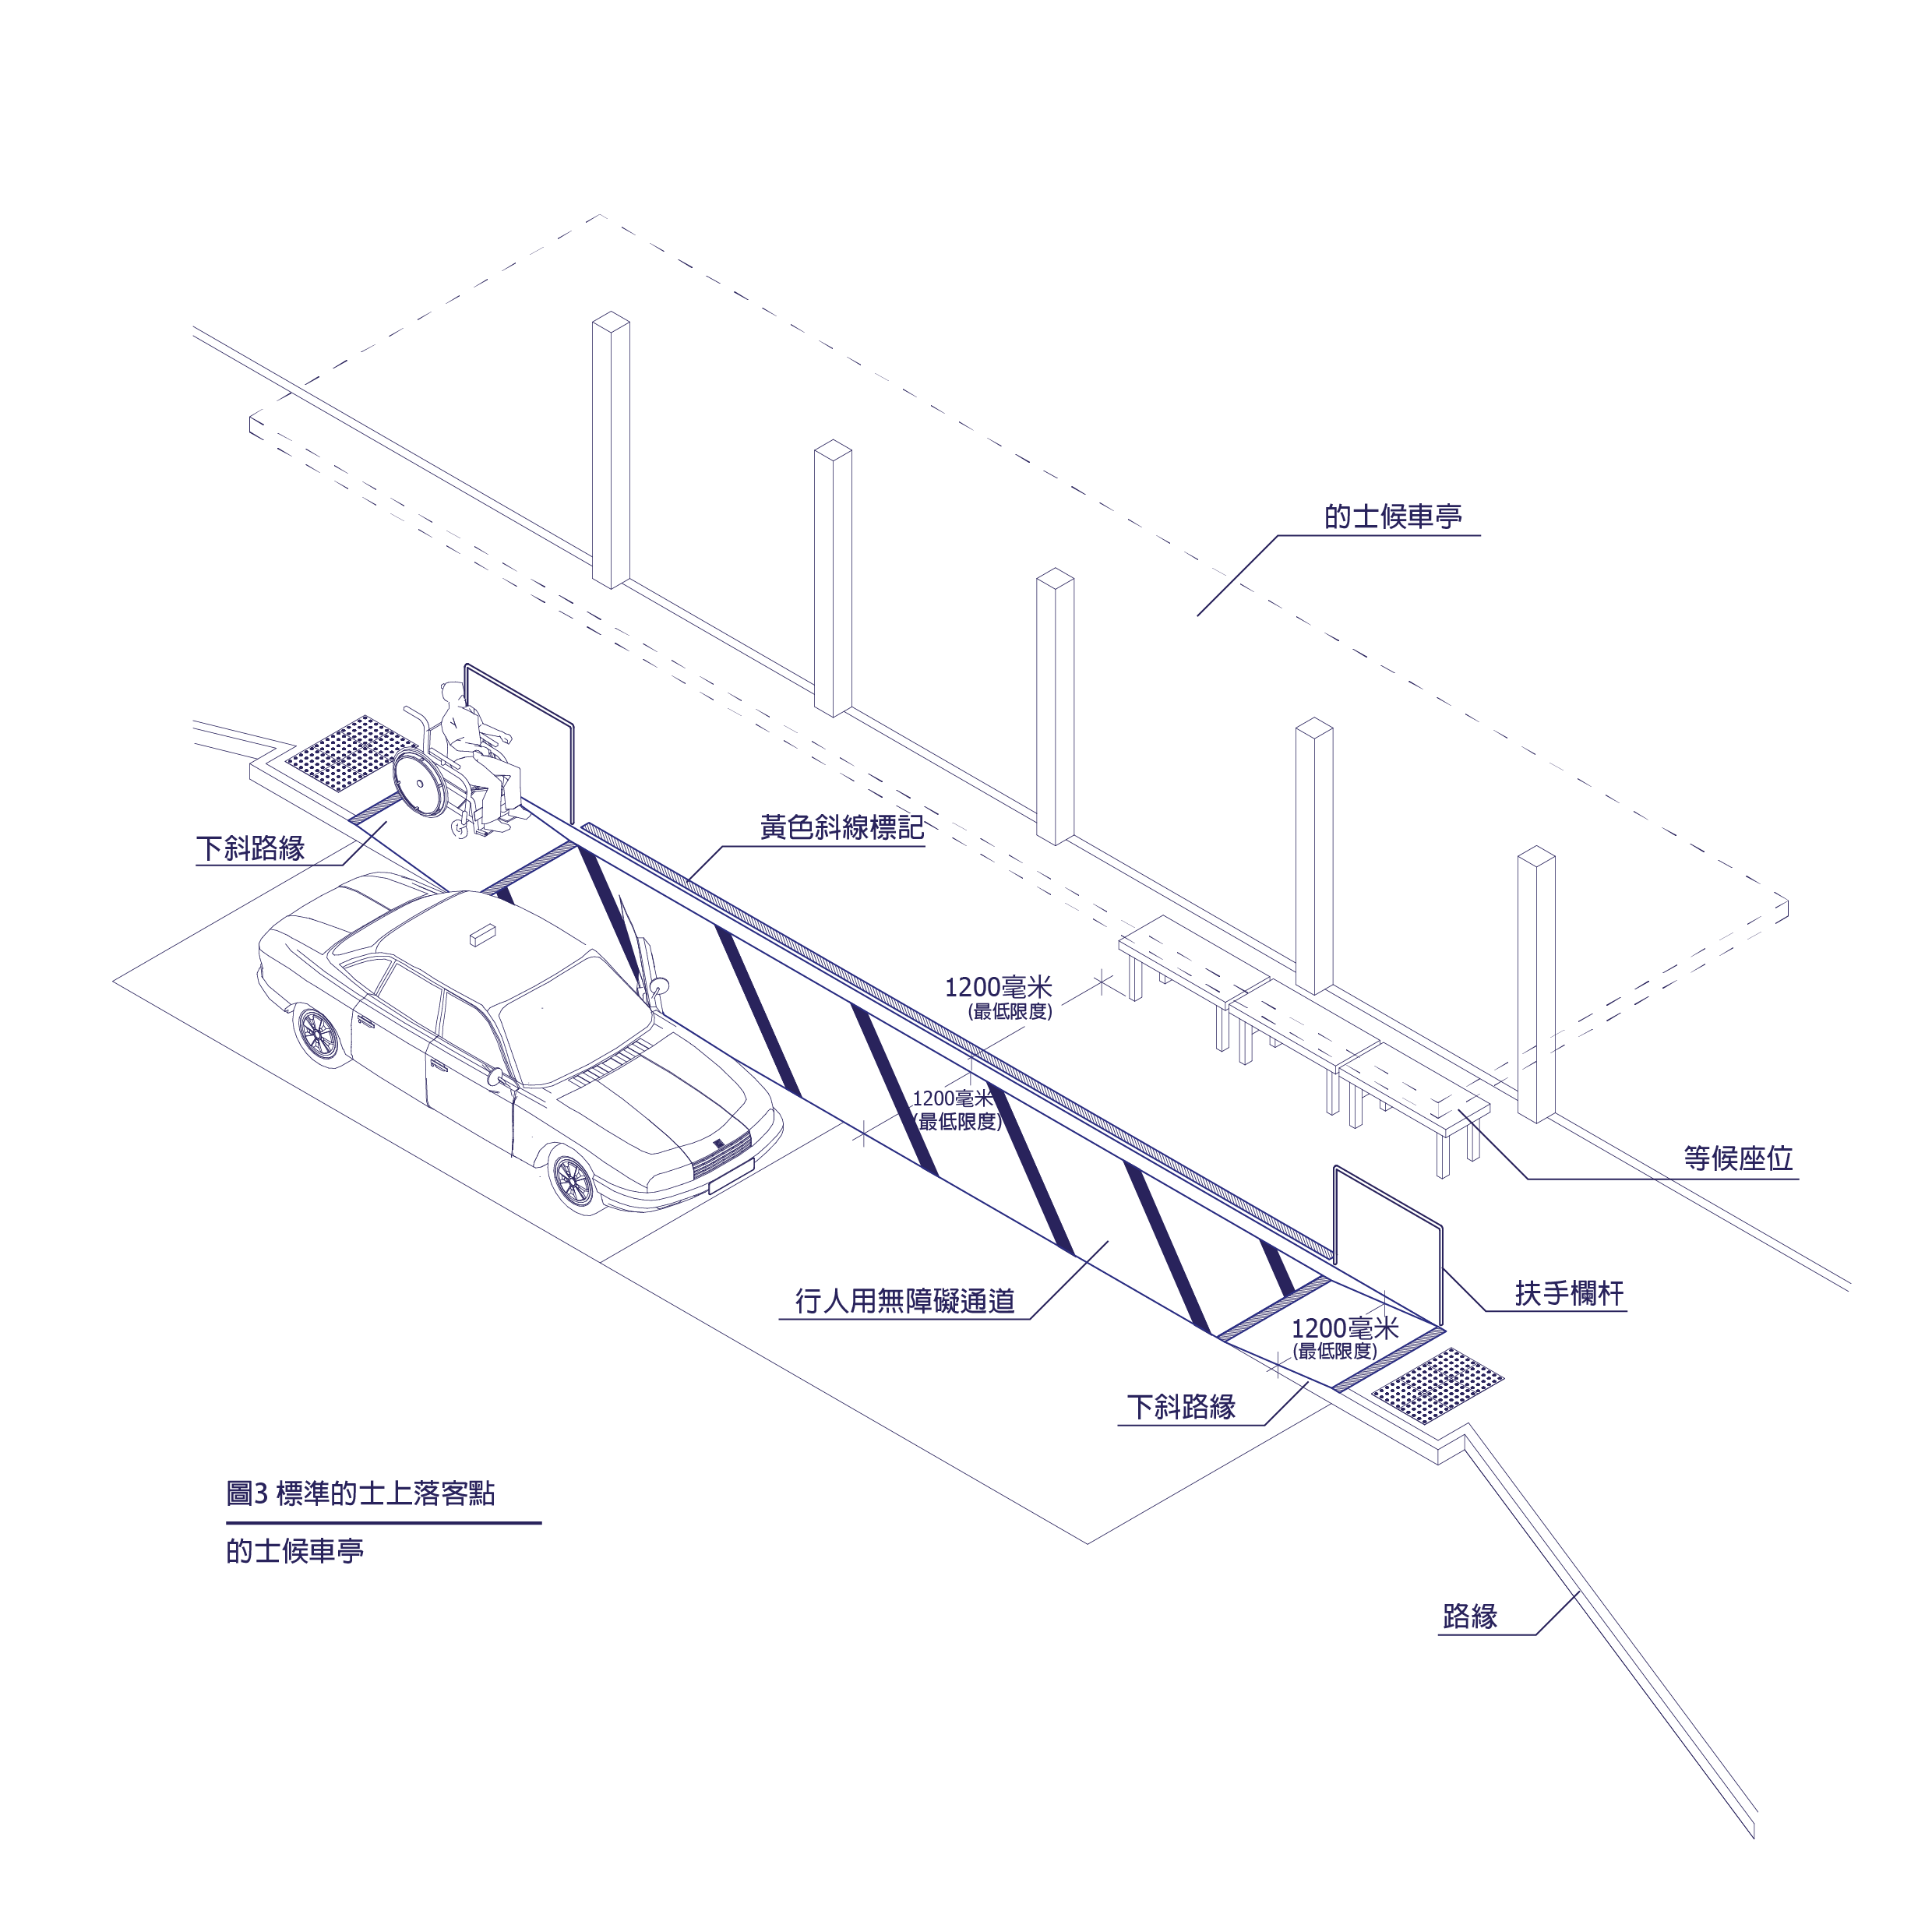 的士候車亭
黃色斜線標記
下斜路緣
1200毫米
(最低限度)
1200毫米
(最低限度)
等候座位
行人用無障礙通道
扶手欄杆
1200毫米
(最低限度)
下斜路緣
圖3 標準的士上落客點
的士候車亭
路緣